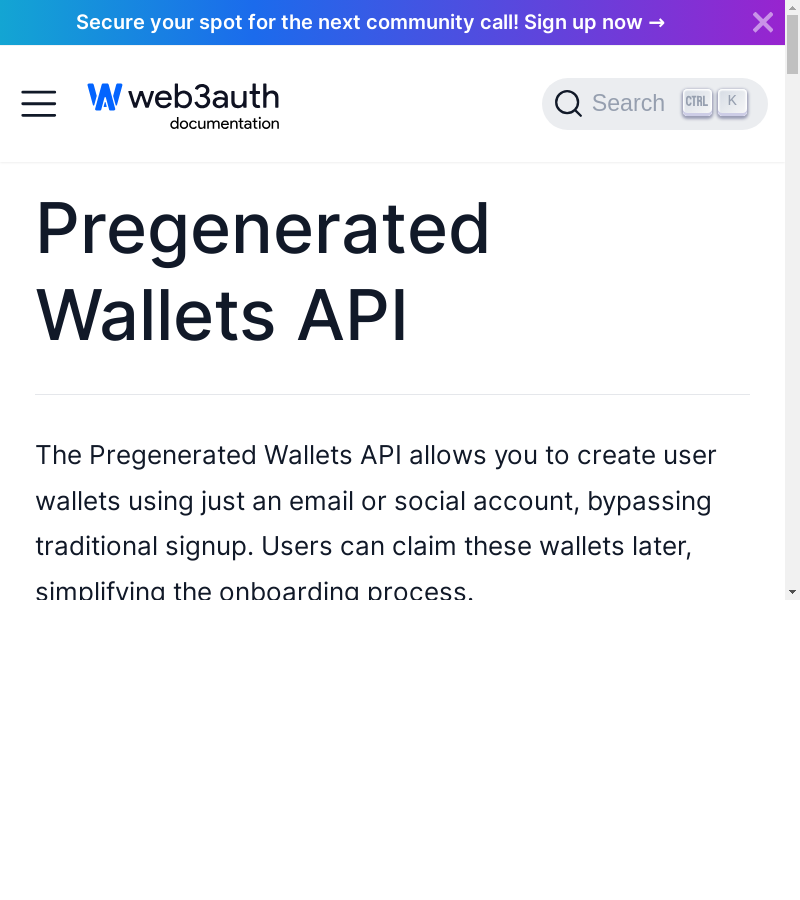 Secure your spot for the next community call! Sign up now →
web3auth
documentation
Search CTRL K
Pregenerated
Wallets API
The Pregenerated Wallets API allows you to create user
wallets using just an email or social account, bypassing
traditional signup. Users can claim these wallets later,
simplifying the onboarding process.